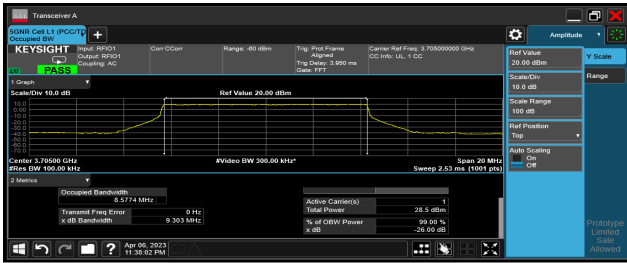 Transceiver A
5GNR Cell L1 (PCC/TD
Occupied BW
Amplitude
KEYSIGHT
Input: RFIO1
Output: RFIO1
Coupling: AC
Corr CCorr
Range: -60 dBm
Trig: Prot Frame
Aligned
Trig Delay: 3.950 ms
Gate: FFT
Carrier Ref Freq: 3.705000000 GHz
CC Info: UL, 1 CC
PASS
1 Graph
Scale/Div 10.0 dB
Ref Value 20.00 dBm
10.0
0.00
-10.0
-20.0
-30.0
-40.0
-50.0
-60.0
-70.0
Center 3.70500 GHz
#Video BW 300.00 kHz*
Span 20 MHz
#Res BW 100.00 kHz
Sweep 2.53 ms (1001 pts)
2 Metrics
Occupied Bandwidth
8.5774 MHz
Transmit Freq Error
0 Hz
x dB Bandwidth
9.303 MHz
Active Carrier(s)
1
Total Power
28.5 dBm
% of OBW Power
99.00 %
x dB
-26.00 dB
Apr 06, 2023
11:38:02 PM
Ref Value
20.00 dBm
Scale/Div
10.0 dB
Scale Range
100 dB
Ref Position
Top
Auto Scaling
On
Off
Y Scale
Range
Prototype
Limited
Sale
Allowed